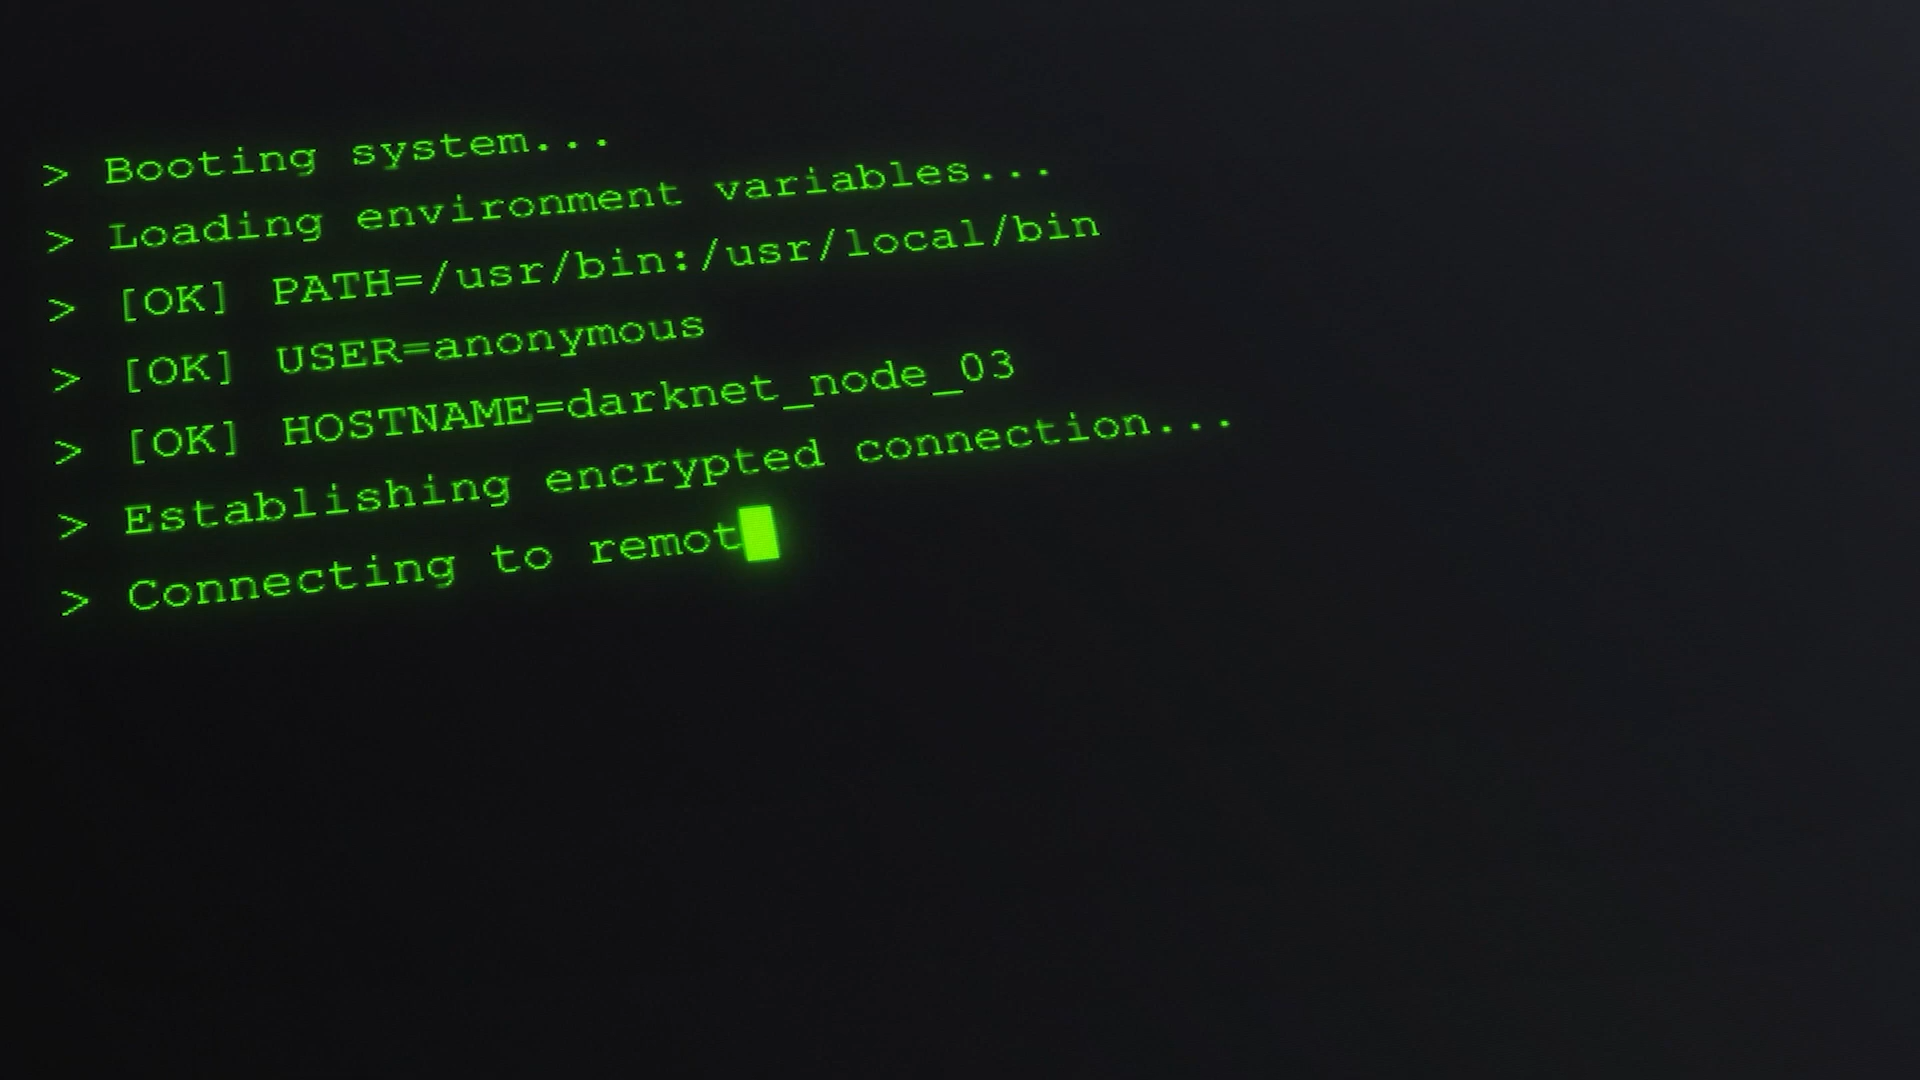 > Booting system...
> Loading environment variables...
> [OK] PATH=/usr/bin:/usr/local/bin
> [OK] USER=anonymous
> [OK] HOSTNAME=darknet_node_03
> Establishing encrypted connection...
> Connecting to remot